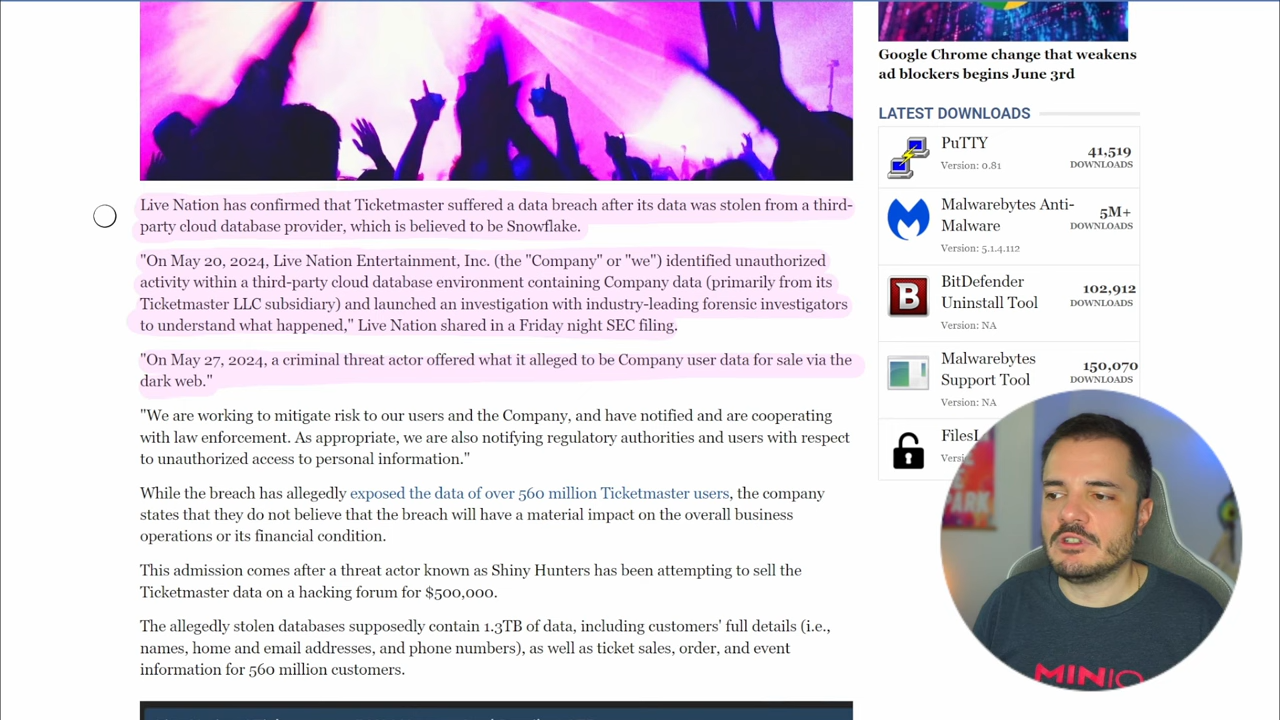 Live Nation has confirmed that Ticketmaster suffered a data breach after its data was stolen from a third-
party cloud database provider, which is believed to be Snowflake.
"On May 20, 2024, Live Nation Entertainment, Inc. (the "Company" or "we") identified unauthorized
activity within a third-party cloud database environment containing Company data (primarily from its
Ticketmaster LLC subsidiary) and launched an investigation with industry-leading forensic investigators
to understand what happened," Live Nation shared in a Friday night SEC filing.
"On May 27, 2024, a criminal threat actor offered what it alleged to be Company user data for sale via the
dark web."
"We are working to mitigate risk to our users and the Company, and have notified and are cooperating
with law enforcement. As appropriate, we are also notifying regulatory authorities and users with respect
to unauthorized access to personal information."
While the breach has allegedly exposed the data of over 560 million Ticketmaster users, the company
states that they do not believe that the breach will have a material impact on the overall business
operations or its financial condition.
This admission comes after a threat actor known as Shiny Hunters has been attempting to sell the
Ticketmaster data on a hacking forum for $500,000.
The allegedly stolen databases supposedly contain 1.3TB of data, including customers' full details (i.e.,
names, home and email addresses, and phone numbers), as well as ticket sales, order, and event
information for 560 million customers.
Google Chrome change that weakens
ad blockers begins June 3rd
LATEST DOWNLOADS
PuTTY
Version: 0.81
41,519
DOWNLOADS
Malwarebytes Anti-
Malware
Version: 5.1.4.112
5M+
DOWNLOADS
B
BitDefender
Uninstall Tool
Version: NA
102,912
DOWNLOADS
Malwarebytes
Support Tool
Version: NA
150,070
DOWNLOADS
MINIO